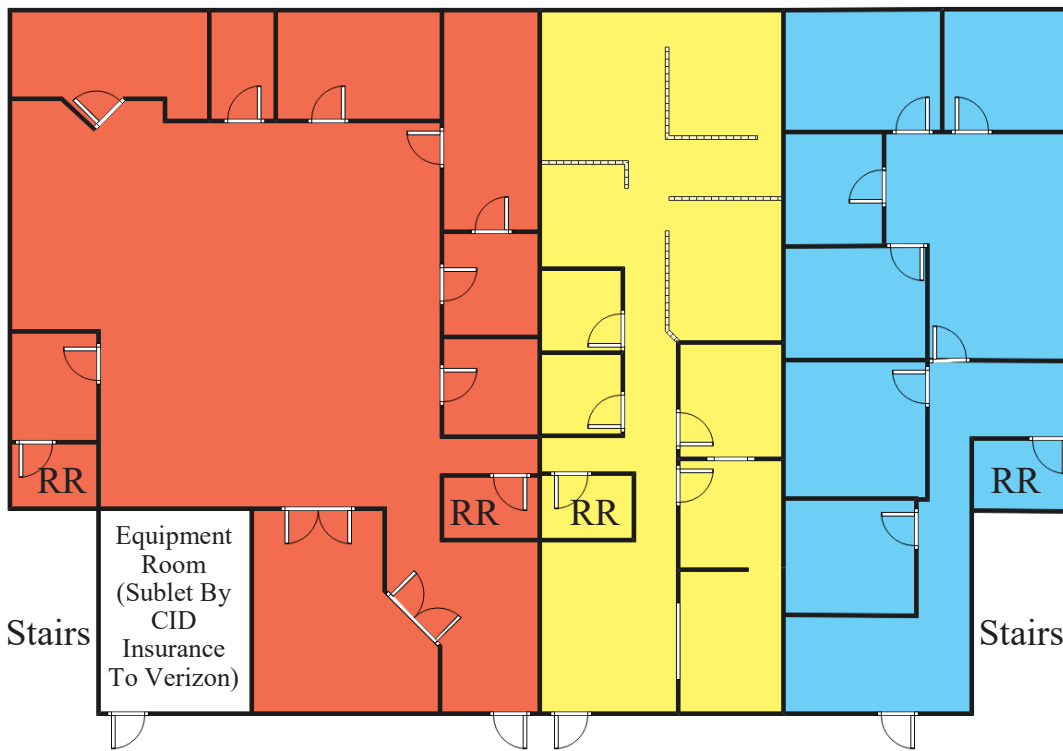 RR
RR
RR
RR
Equipment
Room
(Sublet By
CID
Insurance
To Verizon)
Stairs
Stairs